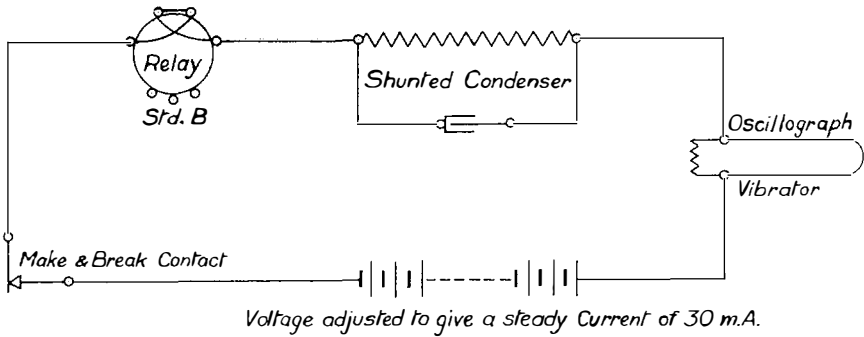 Relay
Std. B
Shunted Condenser
Oscillograph
Vibrator
Make & Break Contact
Voltage adjusted to give a steady Current of 30 m.A.